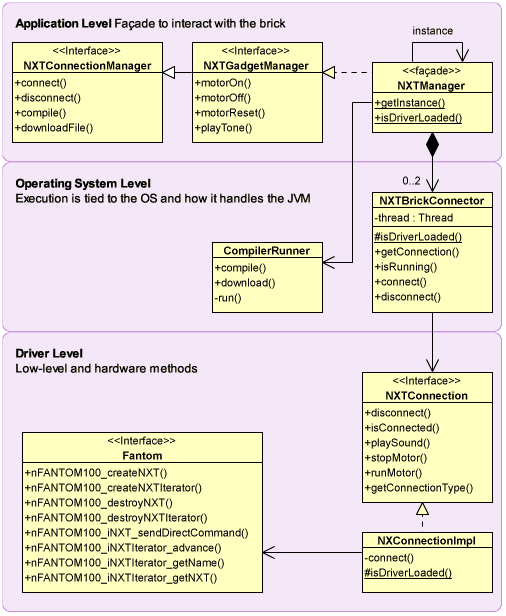 Application Level Façade to interact with the brick
instance
<<Interface>>
NXTConnectionManager
+connect()
+disconnect()
+compile()
+downloadFile()
<<Interface>>
NXTGadgetManager
+motorOn()
+motorOff()
+motorReset()
+playTone()
<<façade>>
NXTManager
+getInstance()
+isDriverLoaded()
0..2
Operating System Level
Execution is tied to the OS and how it handles the JVM
CompilerRunner
+compile()
+download()
-run()
NXTBrickConnector
-thread : Thread
#isDriverLoaded()
+getConnection()
+isRunning()
+connect()
+disconnect()
Driver Level
Low-level and hardware methods
<<Interface>>
NXTConnection
+disconnect()
+isConnected()
+playSound()
+stopMotor()
+runMotor()
+getConnectionType()
<<Interface>>
Fantom
+nFANTOM100_createNXT()
+nFANTOM100_createNXTIterator()
+nFANTOM100_destroyNXT()
+nFANTOM100_destroyNXTIterator()
+nFANTOM100_iNXT_sendDirectCommand()
+nFANTOM100_iNXTIterator_advance()
+nFANTOM100_iNXTIterator_getName()
+nFANTOM100_iNXTIterator_getNXT()
NXConnectionImpl
-connect()
#isDriverLoaded()